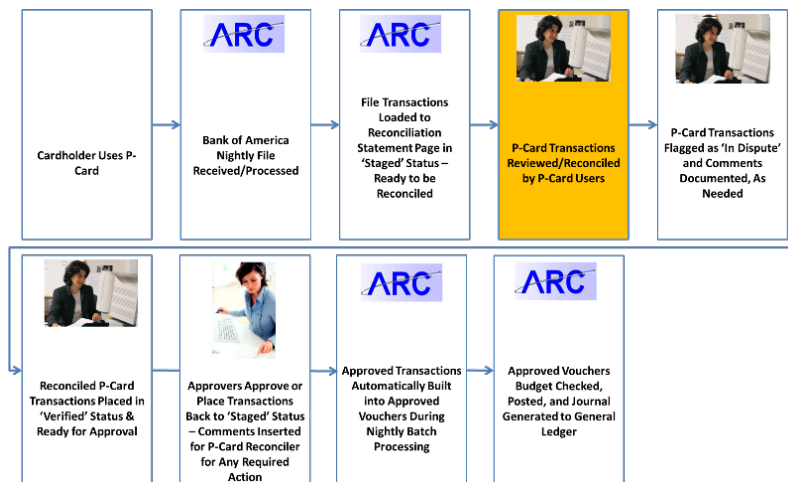 ARC
ARC
Cardholder Uses P-
Card
Bank of America
Nightly File
Received/Processed
File Transactions
Loaded to
Reconciliation
Statement Page in
‘Staged’ Status –
Ready to be
Reconciled
P-Card Transactions
Reviewed/Reconciled
by P-Card Users
P-Card Transactions
Flagged as ‘In Dispute’
and Comments
Documented, As
Needed
ARC
ARC
Reconciled P-Card
Transactions Placed in
‘Verified’ Status &
Ready for Approval
Approvers Approve or
Place Transactions
Back to ‘Staged’ Status
– Comments Inserted
for P-Card Reconciler
for Any Required
Action
Approved Transactions
Automatically Built
into Approved
Vouchers During
Nightly Batch
Processing
Approved Vouchers
Budget Checked,
Posted, and Journal
Generated to General
Ledger